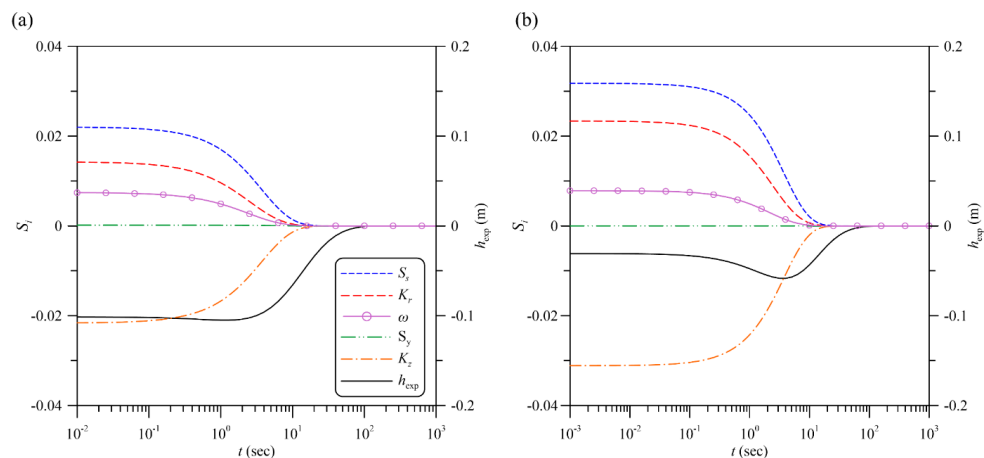 (a)
0.04
0.02
0
-0.02
-0.04
S_i
0.2
0.1
0
-0.1
-0.2
h_exp (m)
S_s
K_r
ω
S_y
K_z
h_exp
10^-2 10^-1 10^0 10^1 10^2 10^3
t (sec)
(b)
0.04
0.02
0
-0.02
-0.04
S_i
0.2
0.1
0
-0.1
-0.2
h_exp (m)
10^-3 10^-2 10^-1 10^0 10^1 10^2 10^3
t (sec)